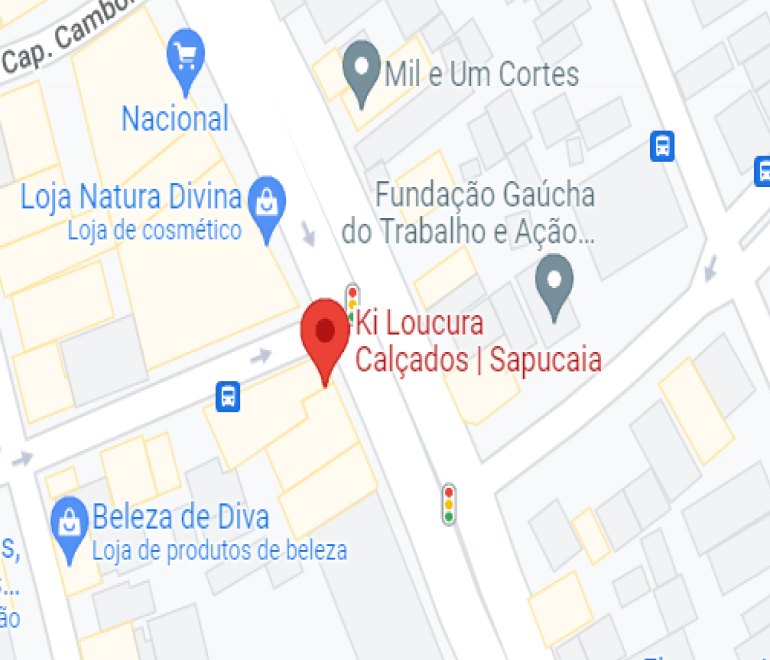 Cap. Cambo
Nacional
Mil e Um Cortes
Loja Natura Divina
Loja de cosmético
Fundação Gaúcha
do Trabalho e Ação...
Ki Loucura
Calçados | Sapucaia
Beleza de Diva
Loja de produtos de beleza
s,
s...
ão